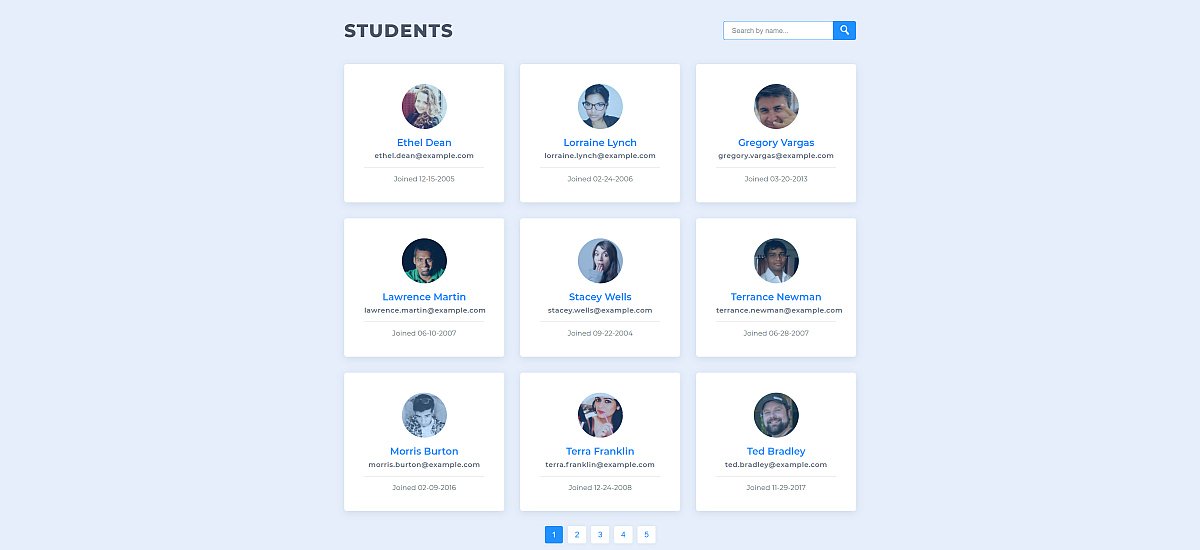 STUDENTS
Search by name...
Ethel Dean
ethel.dean@example.com
Joined 12-15-2005
Lorraine Lynch
lorraine.lynch@example.com
Joined 02-24-2006
Gregory Vargas
gregory.vargas@example.com
Joined 03-20-2013
Lawrence Martin
lawrence.martin@example.com
Joined 06-10-2007
Stacey Wells
stacey.wells@example.com
Joined 09-22-2004
Terrance Newman
terrance.newman@example.com
Joined 06-28-2007
Morris Burton
morris.burton@example.com
Joined 02-09-2016
Terra Franklin
terra.franklin@example.com
Joined 12-24-2008
Ted Bradley
ted.bradley@example.com
Joined 11-29-2017
1 2 3 4 5